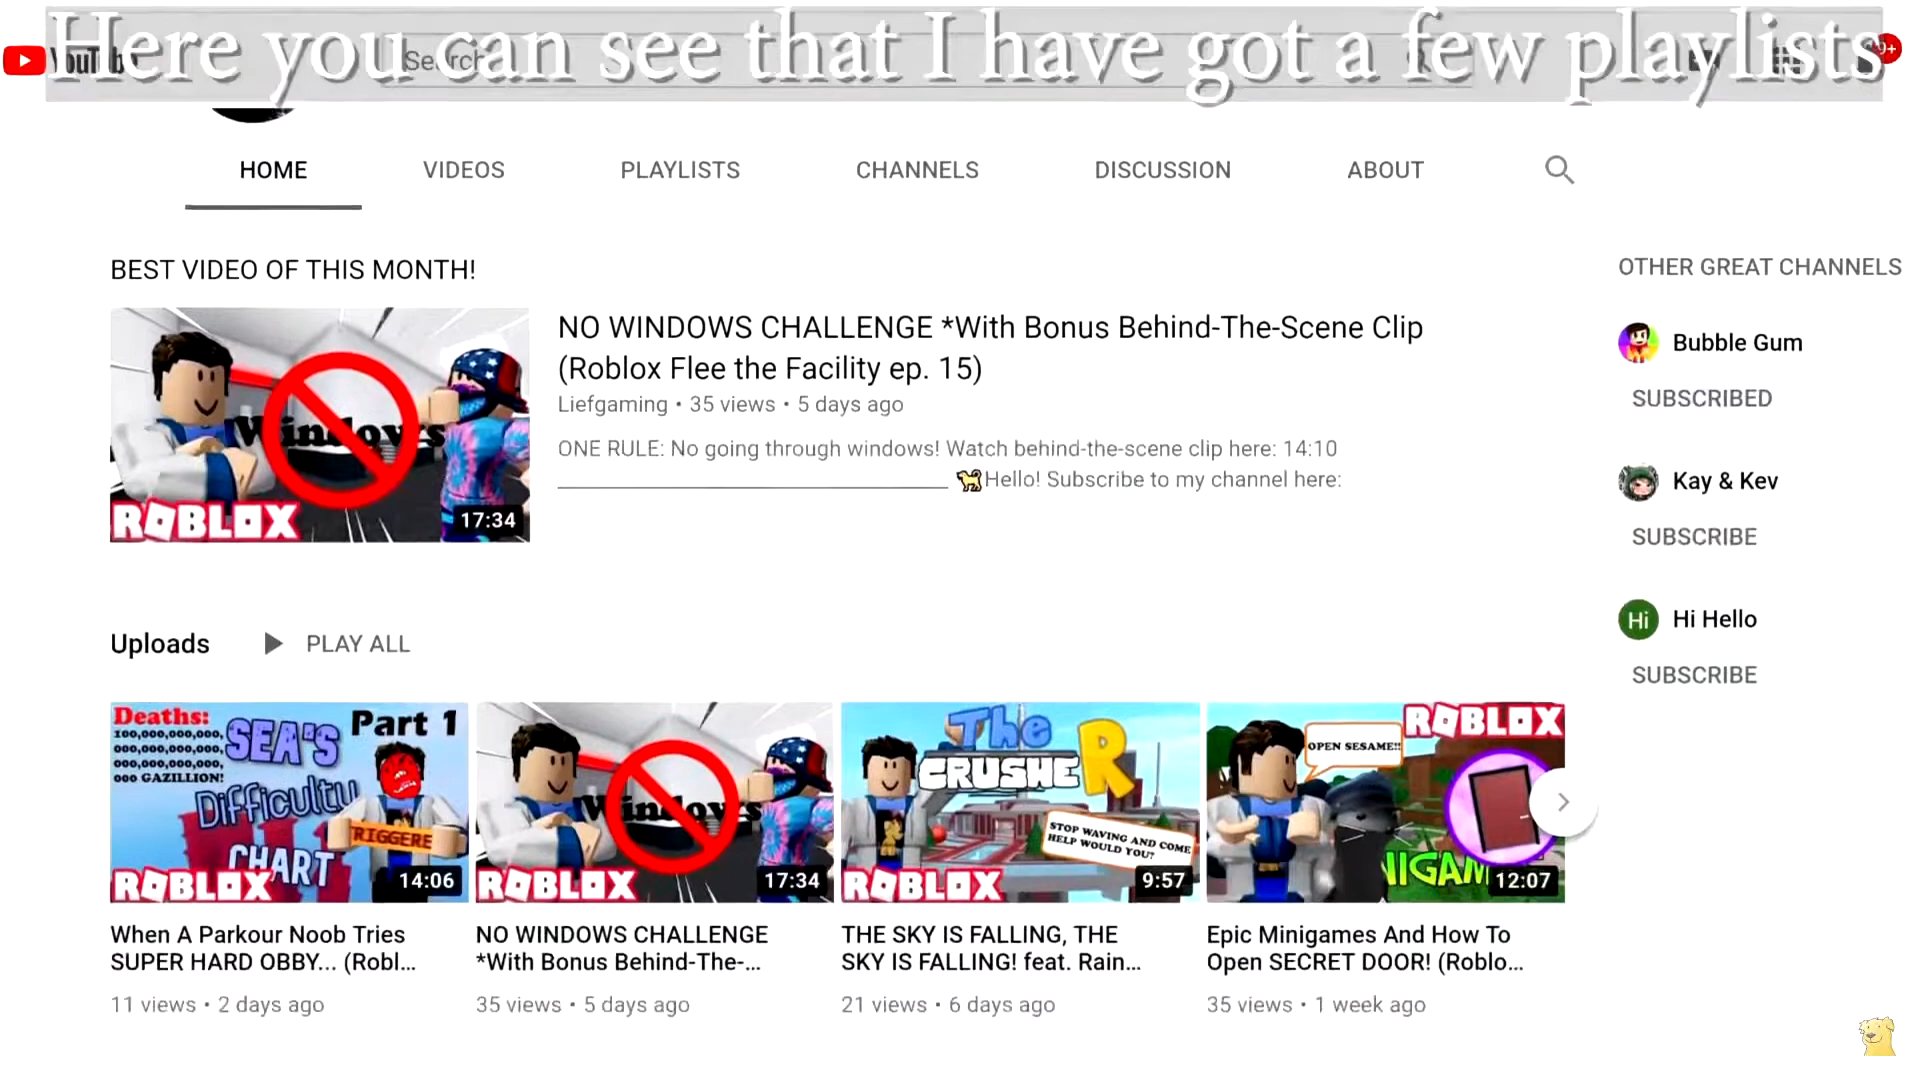 Here you can see that I have got a few playlists
YouTube
Search
9+
HOME
VIDEOS
PLAYLISTS
CHANNELS
DISCUSSION
ABOUT
BEST VIDEO OF THIS MONTH!
Windows
ROBLOX
17:34
NO WINDOWS CHALLENGE *With Bonus Behind-The-Scene Clip
(Roblox Flee the Facility ep. 15)
Liefgaming • 35 views • 5 days ago
ONE RULE: No going through windows! Watch behind-the-scene clip here: 14:10
Hello! Subscribe to my channel here:
OTHER GREAT CHANNELS
Bubble Gum
SUBSCRIBED
Kay & Kev
SUBSCRIBE
Hi
Hi Hello
SUBSCRIBE
Uploads
PLAY ALL
Deaths:
100,000,000,000,
000,000,000,000,
000,000,000,000,
000 GAZILLION!
SEA'S
Difficulty
CHART
Part 1
TRIGGERE
ROBLOX
14:06
When A Parkour Noob Tries
SUPER HARD OBBY... (Robl...
11 views • 2 days ago
Windows
ROBLOX
17:34
NO WINDOWS CHALLENGE
*With Bonus Behind-The-...
35 views • 5 days ago
The
CRUSHER
STOP WAVING AND COME
HELP WOULD YOU?
ROBLOX
9:57
THE SKY IS FALLING, THE
SKY IS FALLING! feat. Rain...
21 views • 6 days ago
OPEN SESAME!!
ROBLOX
NIGAM
12:07
Epic Minigames And How To
Open SECRET DOOR! (Roblo...
35 views • 1 week ago